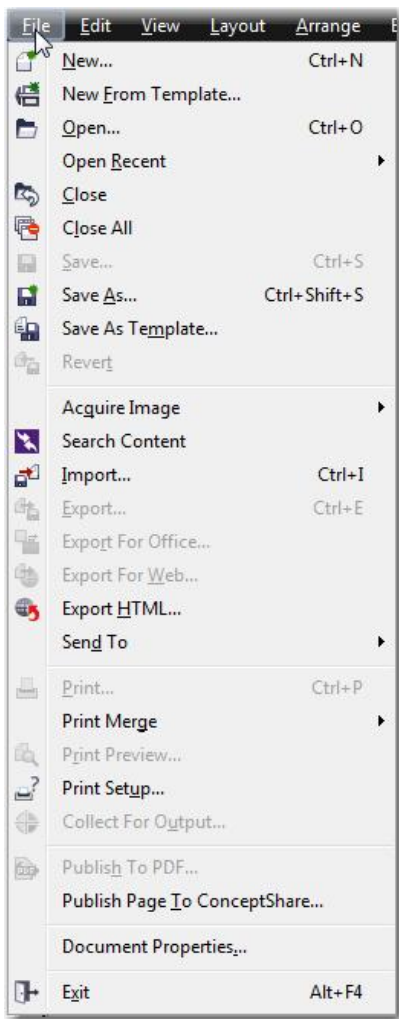 File Edit View Layout Arrange
New... Ctrl+N
New From Template...
Open... Ctrl+O
Open Recent
Close
Close All
Save... Ctrl+S
Save As... Ctrl+Shift+S
Save As Template...
Revert
Acquire Image
Search Content
Import... Ctrl+I
Export... Ctrl+E
Export For Office...
Export For Web...
Export HTML...
Send To
Print... Ctrl+P
Print Merge
Print Preview...
Print Setup...
Collect For Output...
Publish To PDF...
Publish Page To ConceptShare...
Document Properties...
Exit Alt+F4